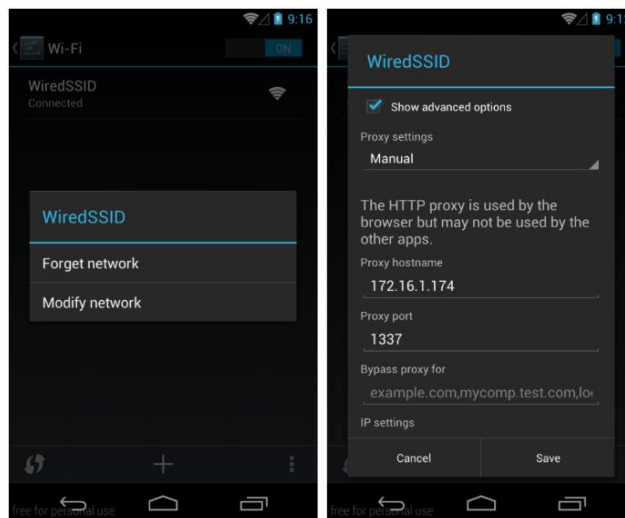 9:16
Wi-Fi
ON
WiredSSID
Connected
WiredSSID
Forget network
Modify network
free for personal use
9:1
WiredSSID
Show advanced options
Proxy settings
Manual
The HTTP proxy is used by the
browser but may not be used by the
other apps.
Proxy hostname
172.16.1.174
Proxy port
1337
Bypass proxy for
example.com,mycomp.test.com,loc
IP settings
Cancel
Save
free for personal use